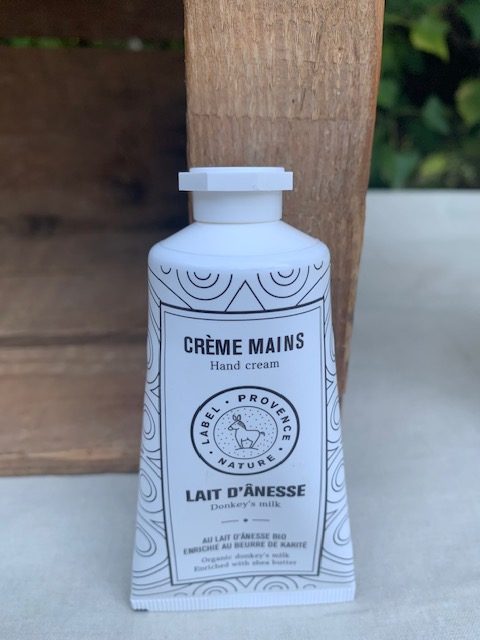 CRÈME MAINS
Hand cream
LABEL • PROVENCE • NATURE •
LAIT D'ÂNESSE
Donkey's milk
AU LAIT D'ÂNESSE BIO
ENRICHIE AU BEURRE DE KARITÉ
Organic donkey's milk
Enriched with shea butter